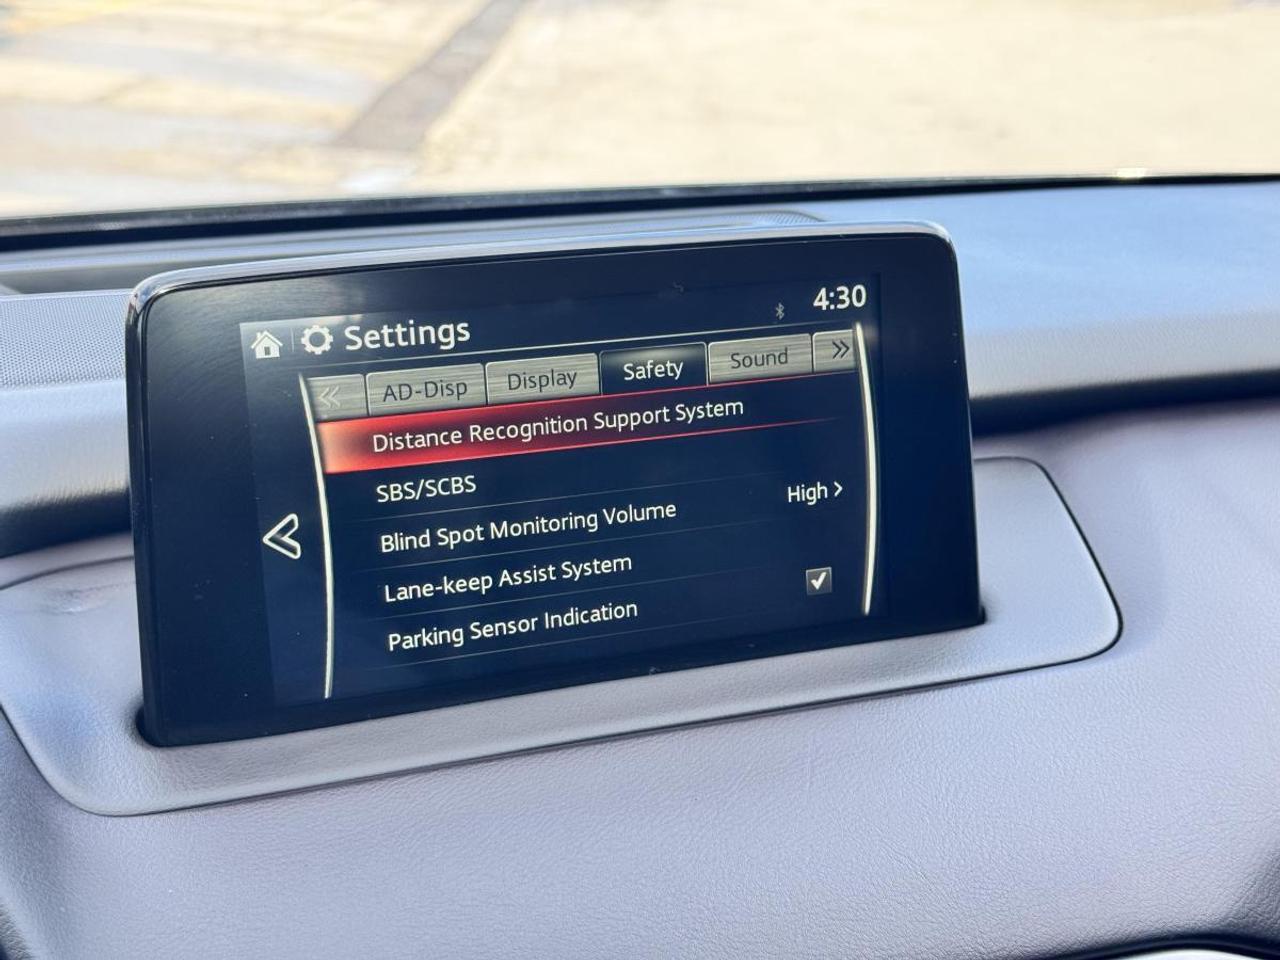 4:30
Settings
AD-Disp Display Safety Sound
Distance Recognition Support System
SBS/SCBS
Blind Spot Monitoring Volume High
Lane-keep Assist System
Parking Sensor Indication